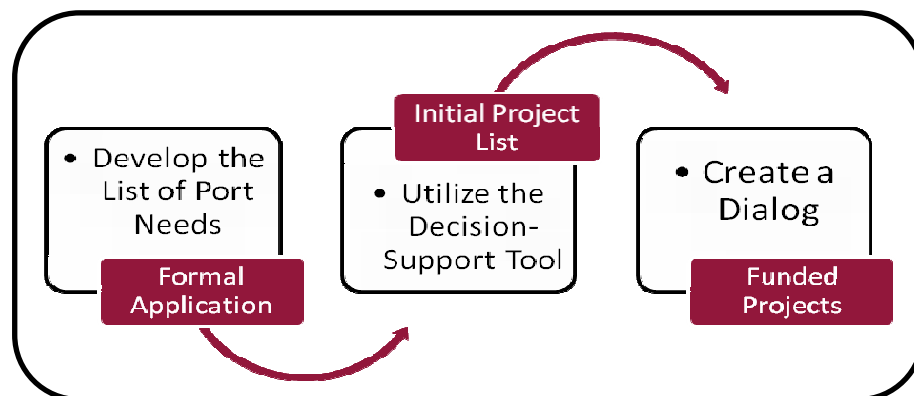 • Develop the
List of Port
Needs
Formal
Application
Initial Project
List
• Utilize the
Decision-
Support Tool
• Create a
Dialog
Funded
Projects